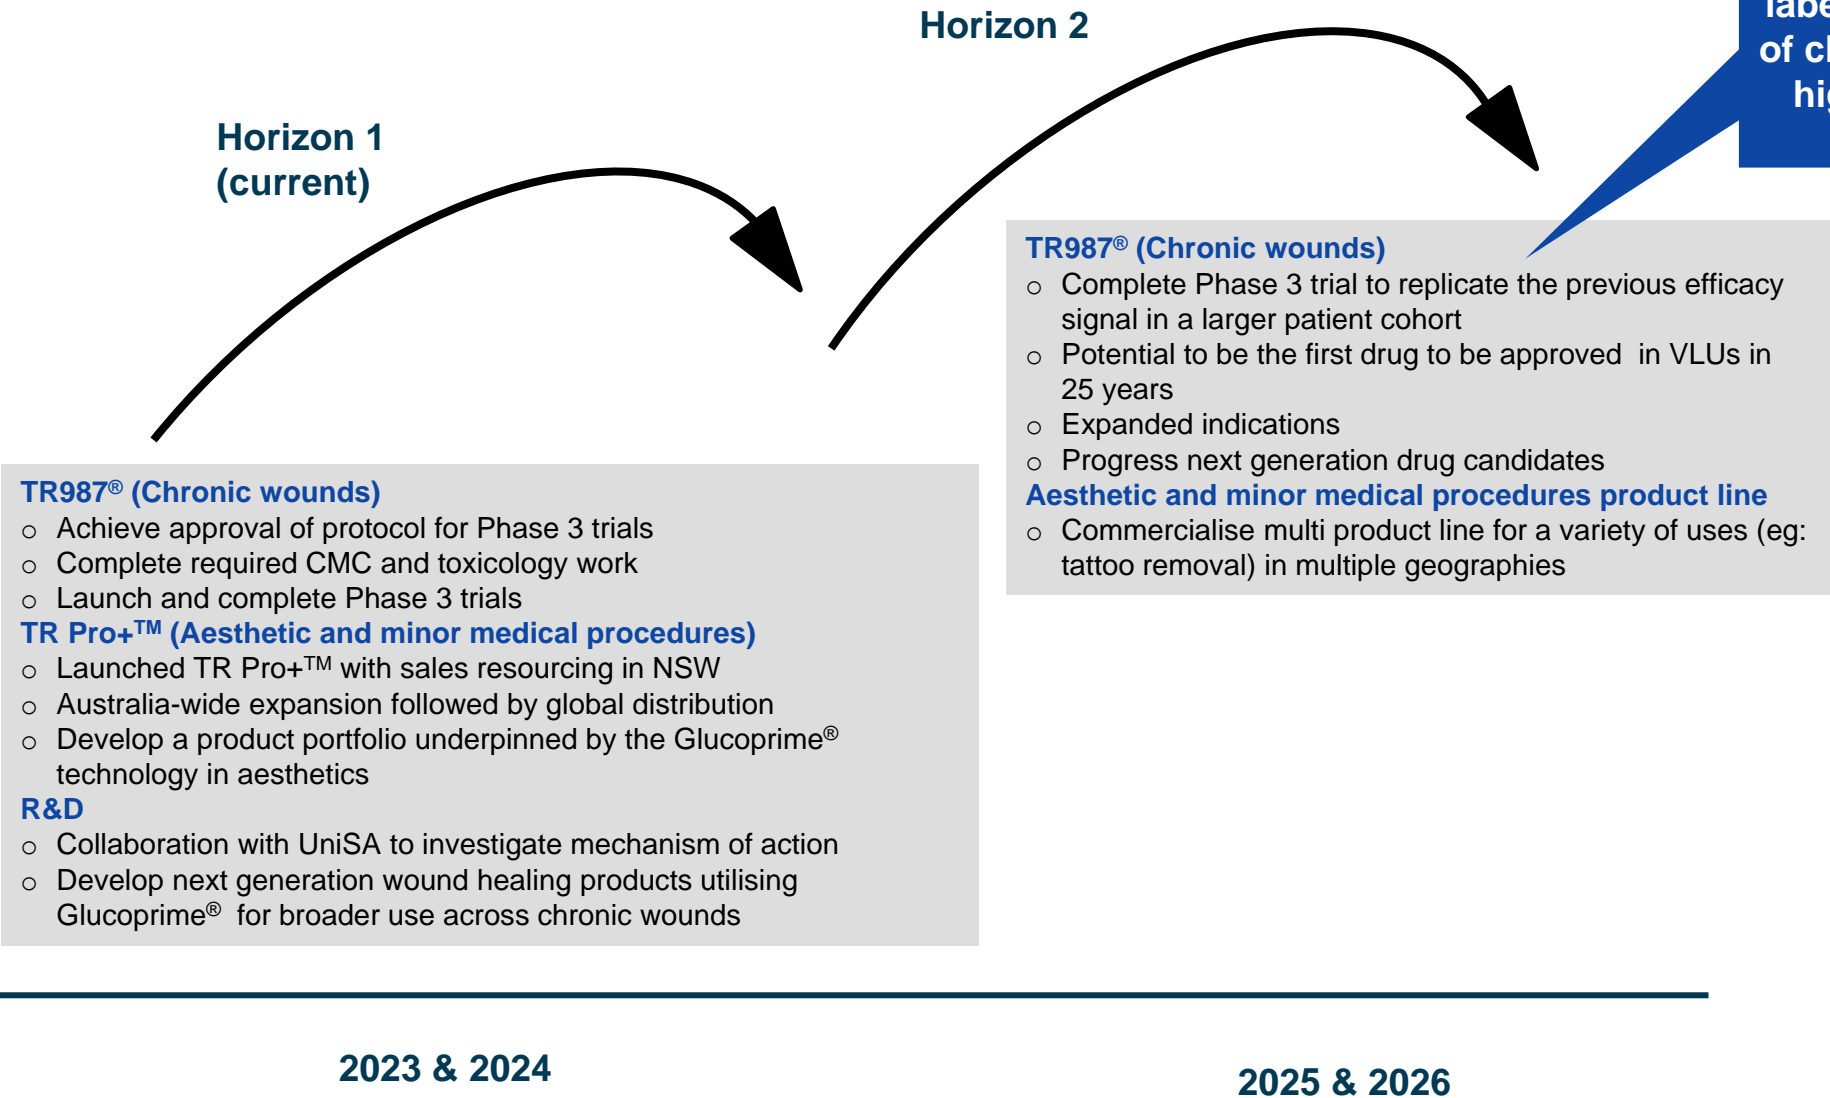 Horizon 1
(current)
Horizon 2
of
TR987® (Chronic wounds)
○ Achieve approval of protocol for Phase 3 trials
○ Complete required CMC and toxicology work
○ Launch and complete Phase 3 trials
TR Pro+TM (Aesthetic and minor medical procedures)
○ Launched TR Pro+TM with sales resourcing in NSW
○ Australia-wide expansion followed by global distribution
○ Develop a product portfolio underpinned by the Glucoprime®
technology in aesthetics
R&D
○ Collaboration with UniSA to investigate mechanism of action
○ Develop next generation wound healing products utilising
Glucoprime® for broader use across chronic wounds
TR987® (Chronic wounds)
○ Complete Phase 3 trial to replicate the previous efficacy
signal in a larger patient cohort
○ Potential to be the first drug to be approved in VLUs in
25 years
○ Expanded indications
○ Progress next generation drug candidates
Aesthetic and minor medical procedures product line
○ Commercialise multi product line for a variety of uses (eg:
tattoo removal) in multiple geographies
2023 & 2024
2025 & 2026